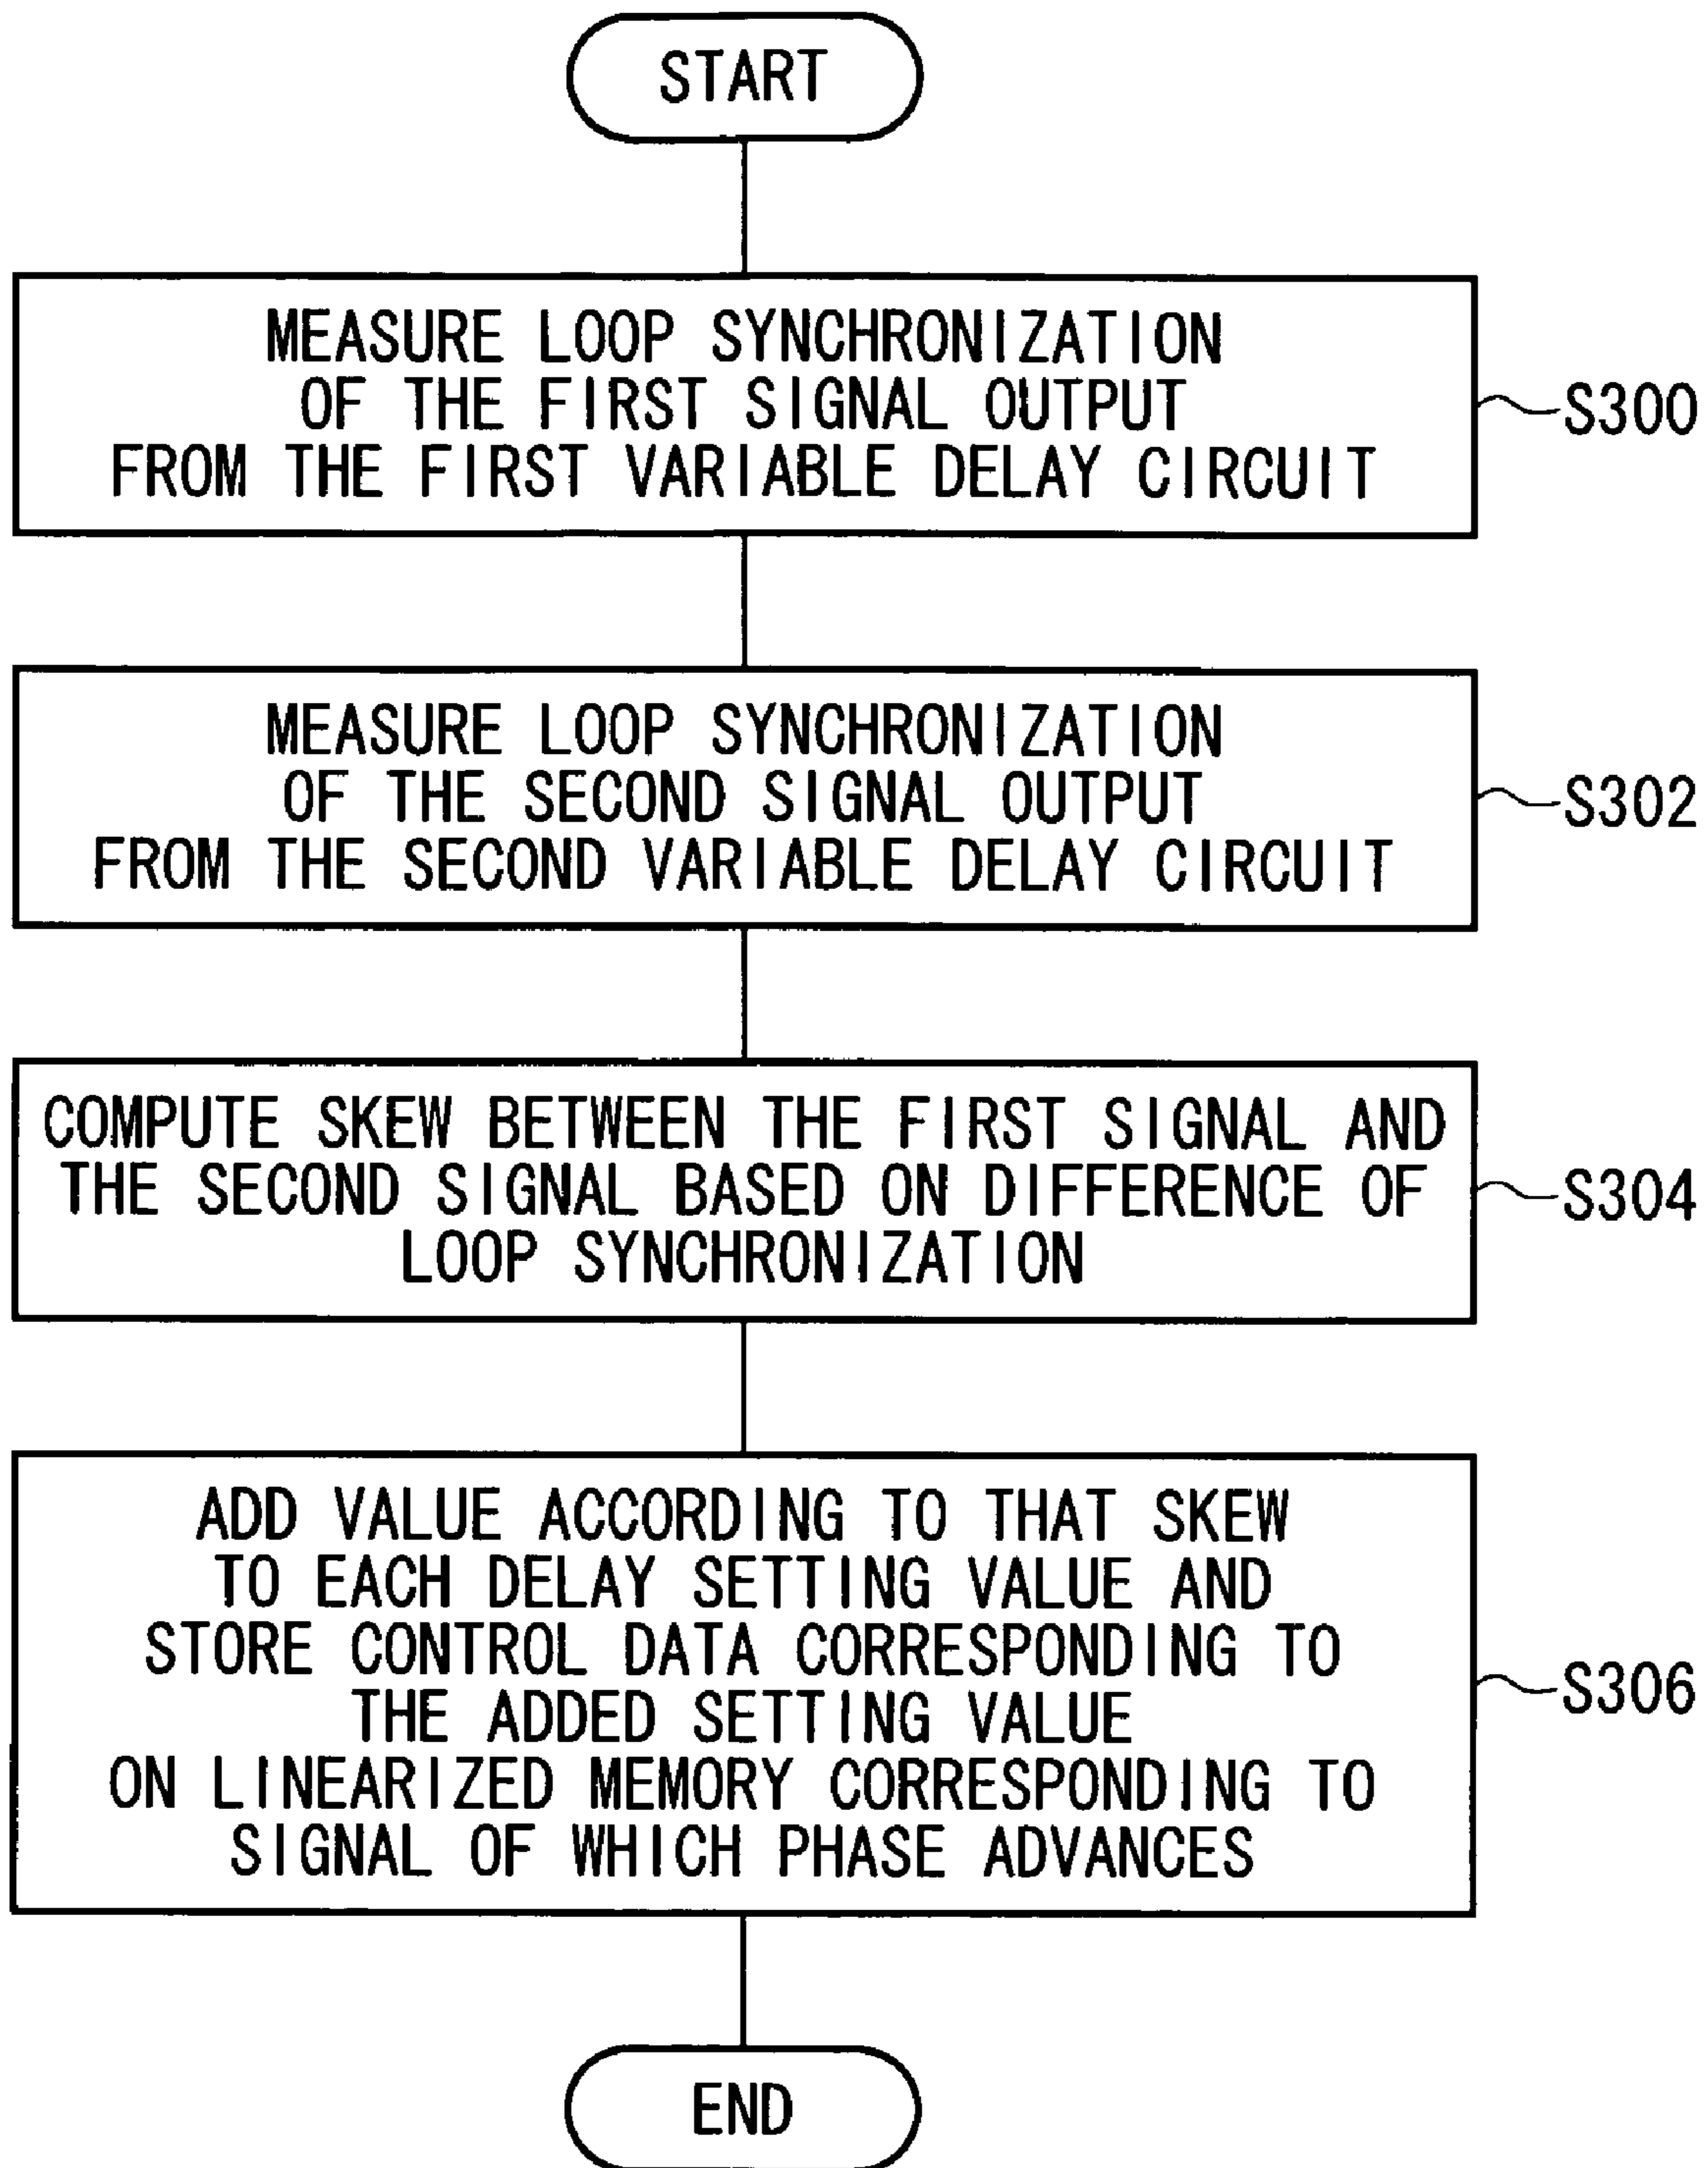 START
MEASURE LOOP SYNCHRONIZATION
OF THE FIRST SIGNAL OUTPUT
FROM THE FIRST VARIABLE DELAY CIRCUIT
S300
MEASURE LOOP SYNCHRONIZATION
OF THE SECOND SIGNAL OUTPUT
FROM THE SECOND VARIABLE DELAY CIRCUIT
S302
COMPUTE SKEW BETWEEN THE FIRST SIGNAL AND
THE SECOND SIGNAL BASED ON DIFFERENCE OF
LOOP SYNCHRONIZATION
S304
ADD VALUE ACCORDING TO THAT SKEW
TO EACH DELAY SETTING VALUE AND
STORE CONTROL DATA CORRESPONDING TO
THE ADDED SETTING VALUE
ON LINEARIZED MEMORY CORRESPONDING TO
SIGNAL OF WHICH PHASE ADVANCES
S306
END